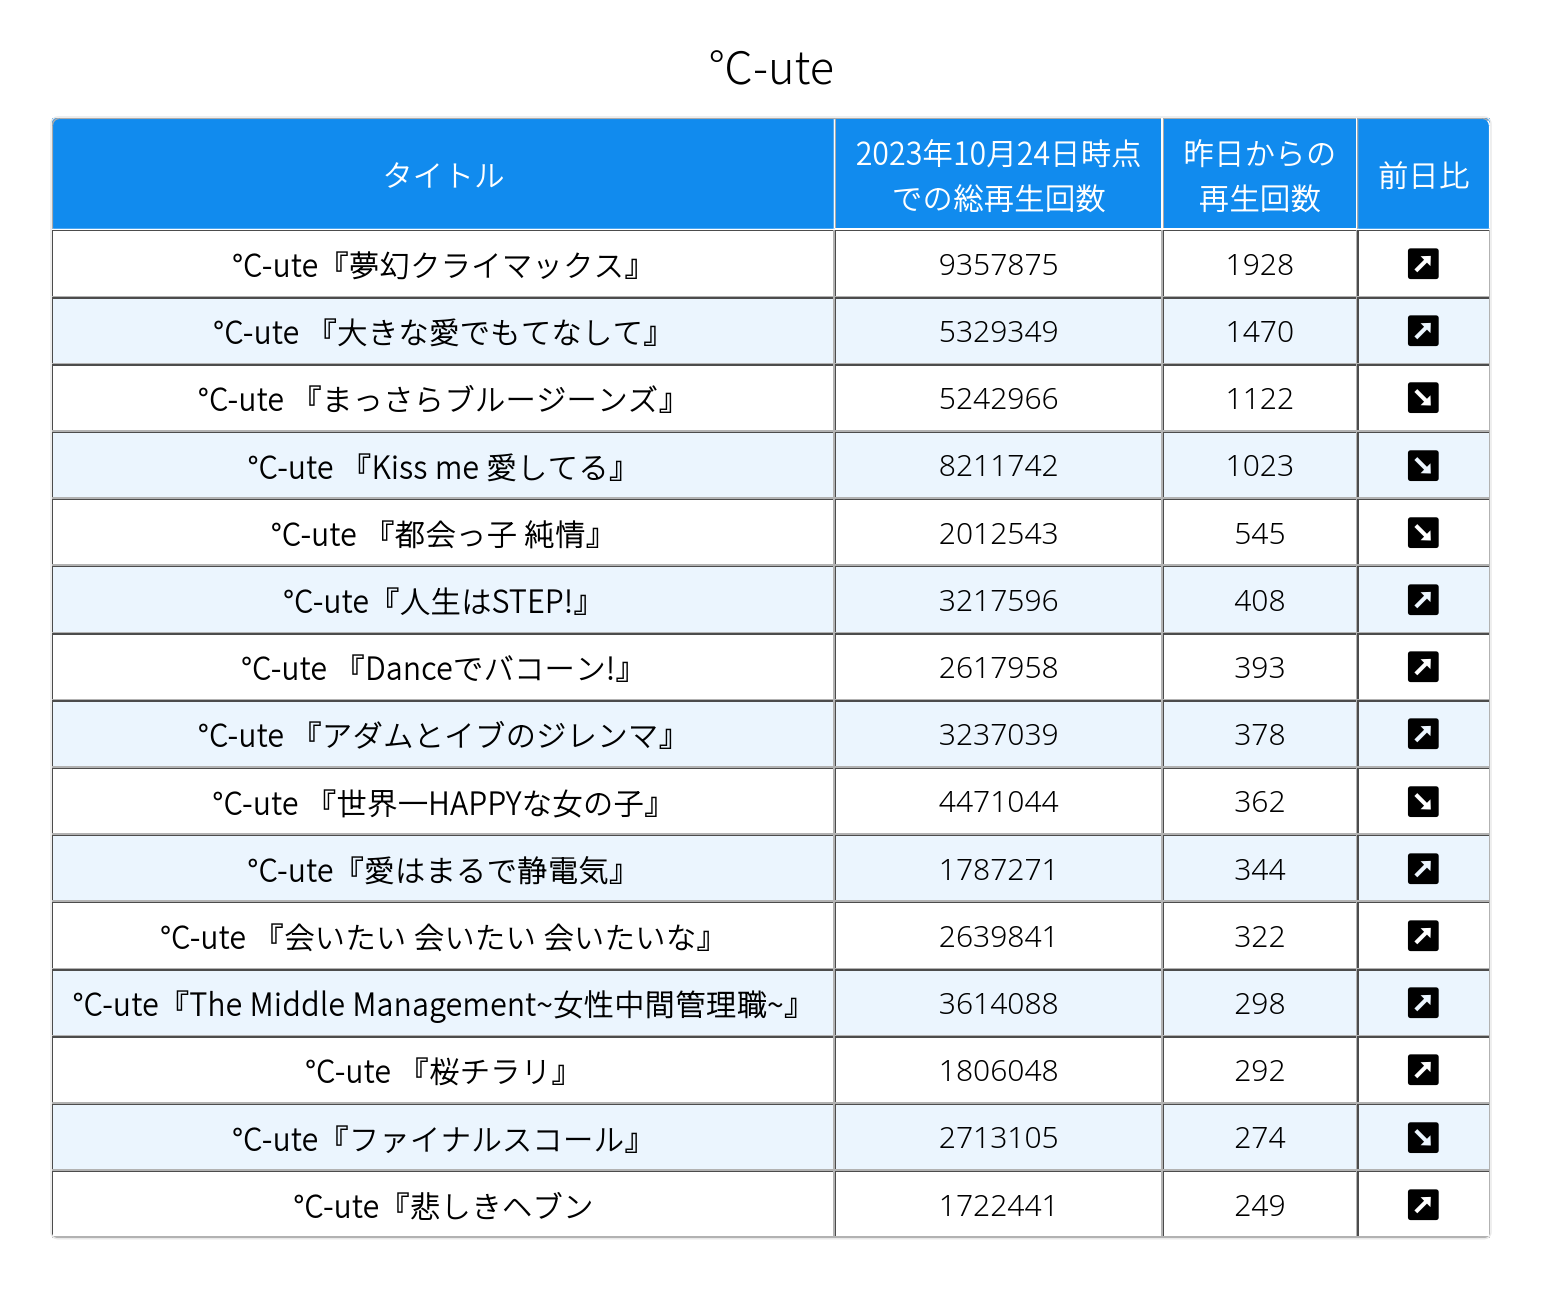 ℃-ute
タイトル
2023年10月24日時点
での総再生回数
昨日からの
再生回数
前日比
℃-ute『夢幻クライマックス』 9357875 1928 ↗
℃-ute 『大きな愛でもてなして』 5329349 1470 ↗
℃-ute 『まっさらブルージーンズ』 5242966 1122 ↘
℃-ute 『Kiss me 愛してる』 8211742 1023 ↘
℃-ute 『都会っ子 純情』 2012543 545 ↘
℃-ute『人生はSTEP!』 3217596 408 ↗
℃-ute 『Danceでバコーン!』 2617958 393 ↗
℃-ute 『アダムとイブのジレンマ』 3237039 378 ↗
℃-ute 『世界一HAPPYな女の子』 4471044 362 ↘
℃-ute『愛はまるで静電気』 1787271 344 ↗
℃-ute 『会いたい 会いたい 会いたいな』 2639841 322 ↗
℃-ute『The Middle Management~女性中間管理職~』 3614088 298 ↗
℃-ute 『桜チラリ』 1806048 292 ↗
℃-ute『ファイナルスコール』 2713105 274 ↘
℃-ute『悲しきヘブン 1722441 249 ↗